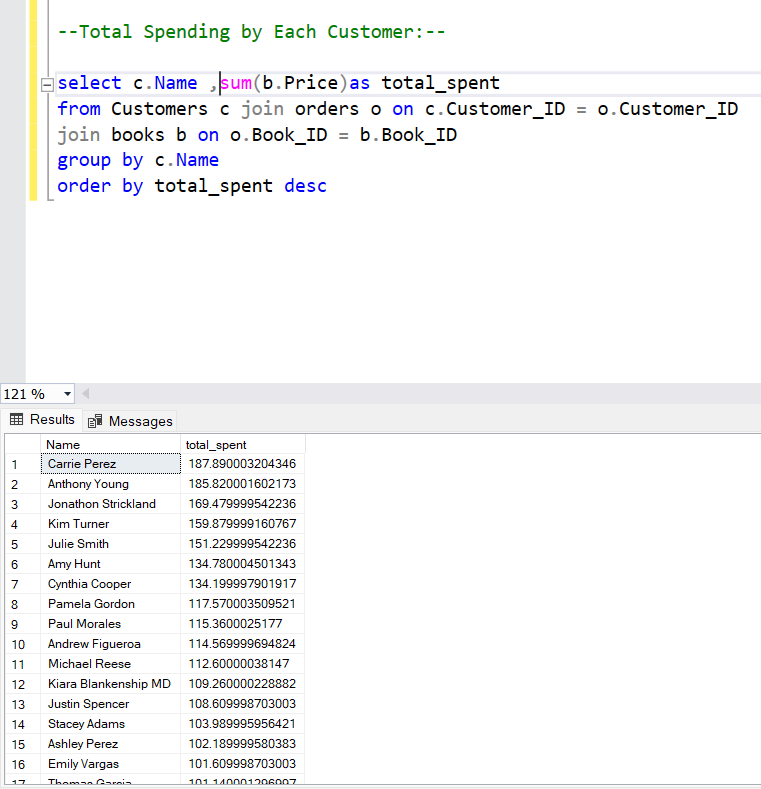 --Total Spending by Each Customer:--
select c.Name ,sum(b.Price)as total_spent
from Customers c join orders o on c.Customer_ID = o.Customer_ID
join books b on o.Book_ID = b.Book_ID
group by c.Name
order by total_spent desc
121 %
Results Messages
Name total_spent
1 Carrie Perez 187.890003204346
2 Anthony Young 185.820001602173
3 Jonathon Strickland 169.479999542236
4 Kim Turner 159.879999160767
5 Julie Smith 151.229999542236
6 Amy Hunt 134.780004501343
7 Cynthia Cooper 134.199997901917
8 Pamela Gordon 117.570003509521
9 Paul Morales 115.3600025177
10 Andrew Figueroa 114.569999694824
11 Michael Reese 112.60000038147
12 Kiara Blankenship MD 109.260000228882
13 Justin Spencer 108.609998703003
14 Stacey Adams 103.989995956421
15 Ashley Perez 102.189999580383
16 Emily Vargas 101.609998703003
17 Thomas Garcia 101.140001296997